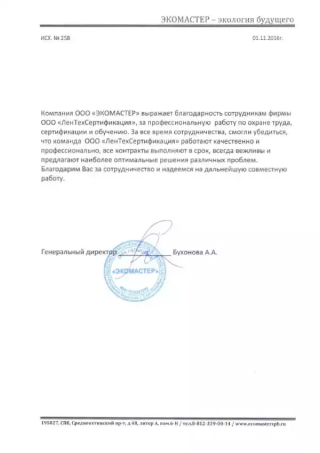 ЭКОМАСТЕР – экология будущего
ИСХ. № 258 01.11.2016г.
Компания ООО «ЭКОМАСТЕР» выражает благодарность сотрудникам фирмы
ООО «ЛенТехСертификация», за профессиональную работу по охране труда,
сертификации и обучению. За все время сотрудничества, смогли убедиться,
что команда ООО «ЛенТехСертификация» работают качественно и
профессионально, все контракты выполняют в срок, всегда вежливы и
предлагают наиболее оптимальные решения различных проблем.
Благодарим Вас за сотрудничество и надеемся на дальнейшую совместную
работу.
Генеральный директор Бухонова А.А.
«ЭКОМАСТЕР»
195027, СПб, Среднеохтинский пр-т, д.48, литер А, пом.6-Н / тел.8-812-339-00-14 / www.ecomasterspb.ru